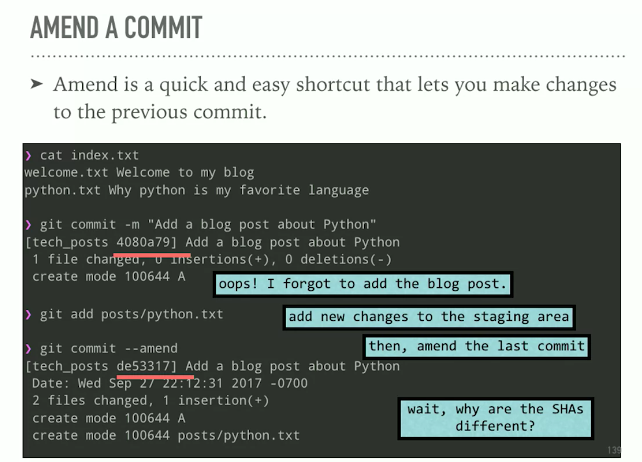 AMEND A COMMIT
➤ Amend is a quick and easy shortcut that lets you make changes
to the previous commit.
❯ cat index.txt
welcome.txt Welcome to my blog
python.txt Why python is my favorite language
❯ git commit -m "Add a blog post about Python"
[tech_posts 4080a79] Add a blog post about Python
1 file changed, 0 insertions(+), 0 deletions(-)
create mode 100644 A
oops! I forgot to add the blog post.
❯ git add posts/python.txt
add new changes to the staging area
then, amend the last commit
❯ git commit --amend
[tech_posts de53317] Add a blog post about Python
Date: Wed Sep 27 22:12:31 2017 -0700
2 files changed, 1 insertion(+)
create mode 100644 A
create mode 100644 posts/python.txt
wait, why are the SHAs
different?
139